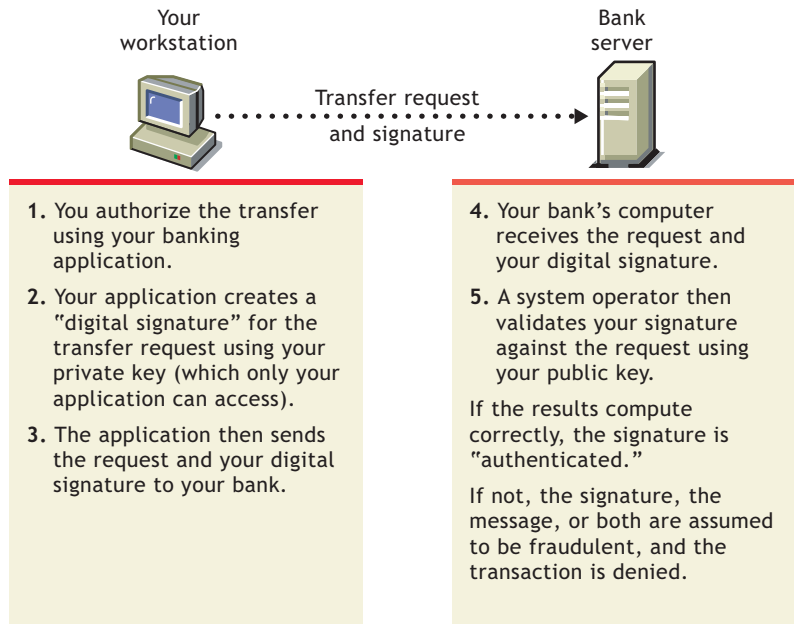 Your
workstation
Bank
server
Transfer request
and signature
1. You authorize the transfer
using your banking
application.
2. Your application creates a
“digital signature” for the
transfer request using your
private key (which only your
application can access).
3. The application then sends
the request and your digital
signature to your bank.
4. Your bank’s computer
receives the request and
your digital signature.
5. A system operator then
validates your signature
against the request using
your public key.
If the results compute
correctly, the signature is
“authenticated.”
If not, the signature, the
message, or both are assumed
to be fraudulent, and the
transaction is denied.